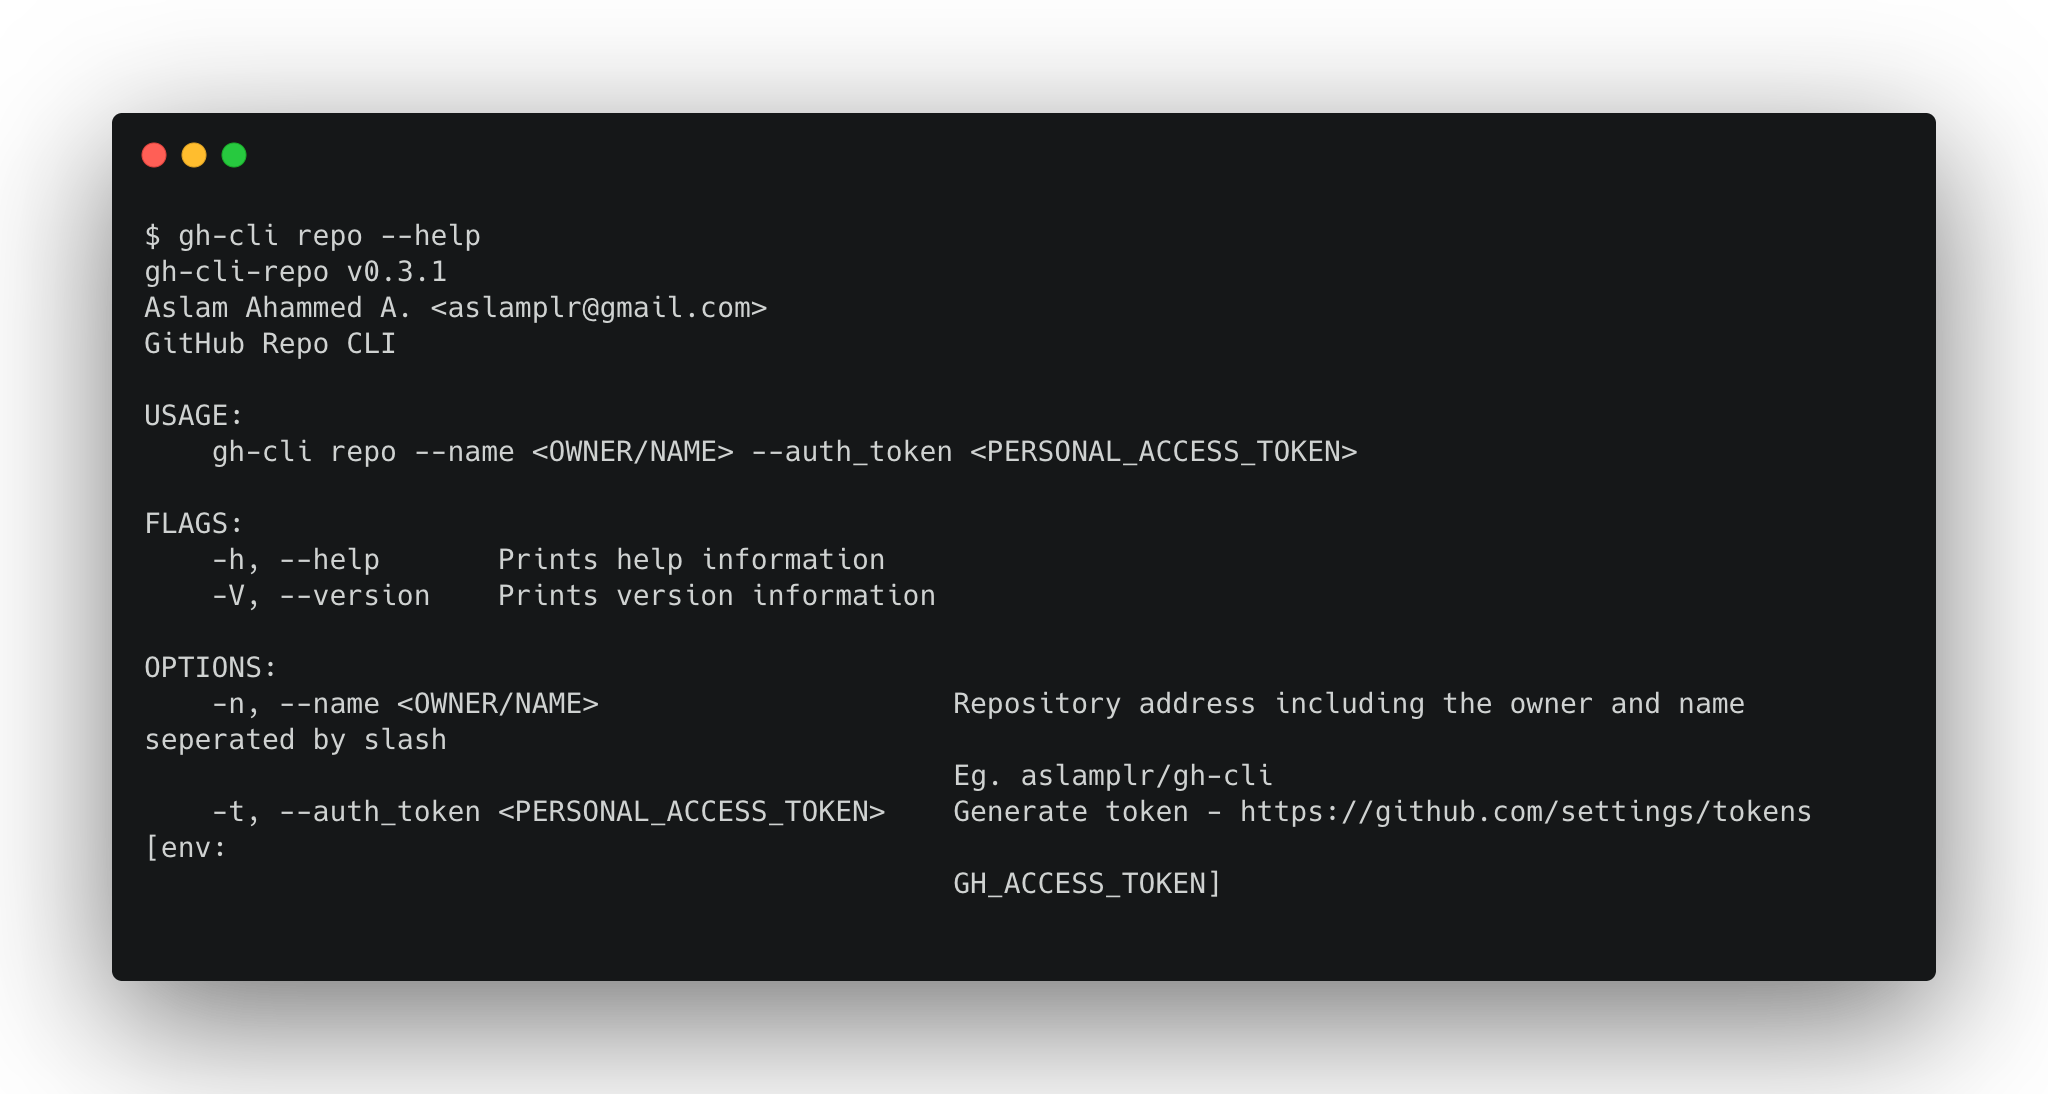 $ gh-cli repo --help
gh-cli-repo v0.3.1
Aslam Ahammed A. <aslamplr@gmail.com>
GitHub Repo CLI

USAGE:
    gh-cli repo --name <OWNER/NAME> --auth_token <PERSONAL_ACCESS_TOKEN>

FLAGS:
    -h, --help       Prints help information
    -V, --version    Prints version information

OPTIONS:
    -n, --name <OWNER/NAME>                     Repository address including the owner and name
seperated by slash
                                                Eg. aslamplr/gh-cli
    -t, --auth_token <PERSONAL_ACCESS_TOKEN>    Generate token - https://github.com/settings/tokens
[env:
                                                GH_ACCESS_TOKEN]